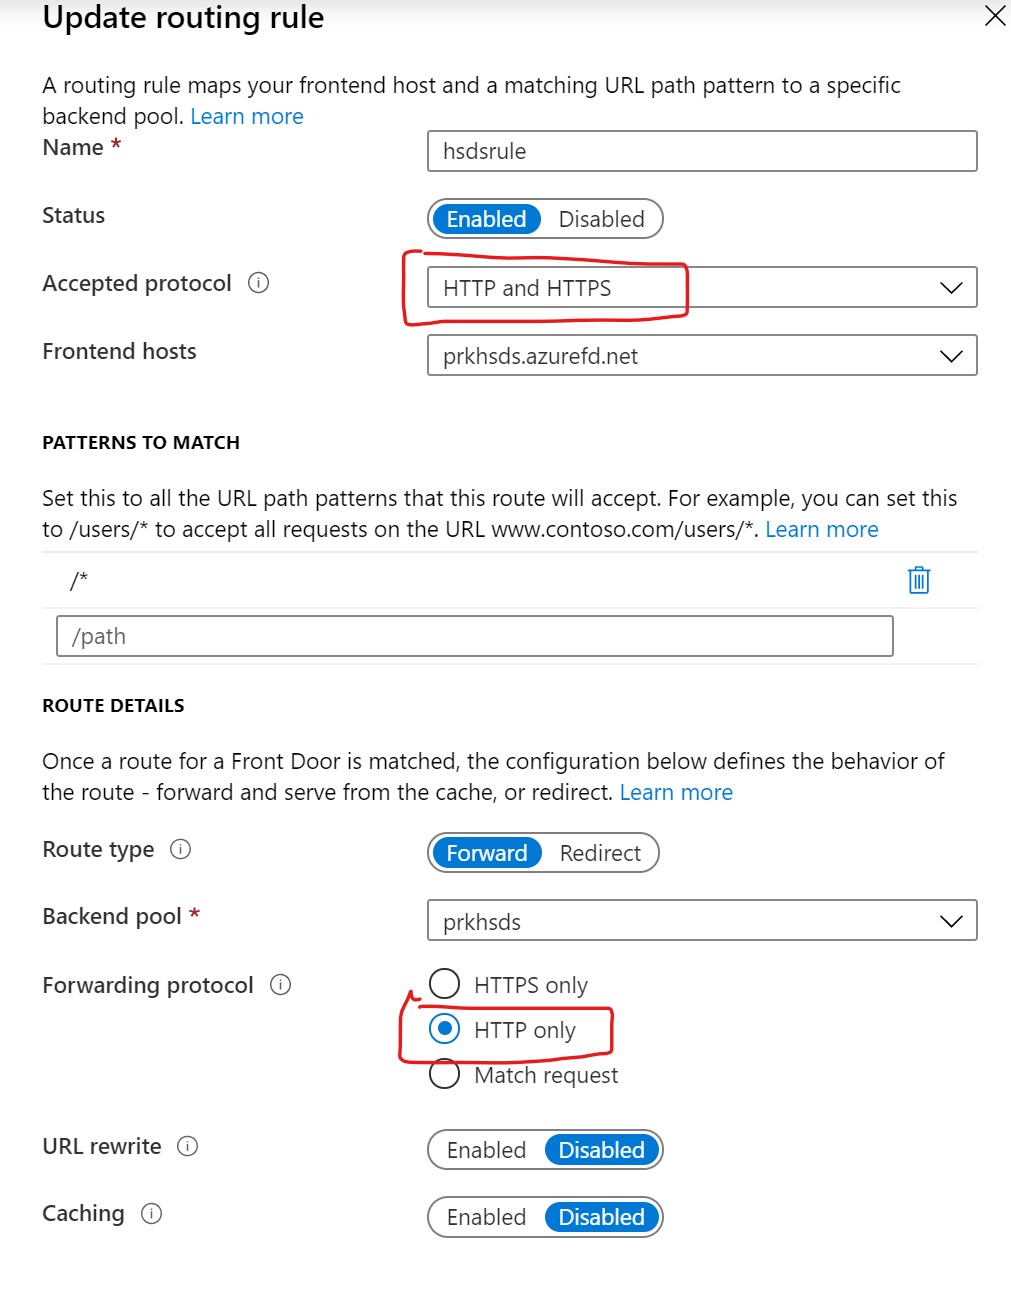 Update routing rule
A routing rule maps your frontend host and a matching URL path pattern to a specific
backend pool. Learn more
Name *
hsdsrule
Status
Enabled Disabled
Accepted protocol
HTTP and HTTPS
Frontend hosts
prkhsds.azurefd.net
PATTERNS TO MATCH
Set this to all the URL path patterns that this route will accept. For example, you can set this
to /users/* to accept all requests on the URL www.contoso.com/users/*. Learn more
/*
/path
ROUTE DETAILS
Once a route for a Front Door is matched, the configuration below defines the behavior of
the route - forward and serve from the cache, or redirect. Learn more
Route type
Forward Redirect
Backend pool *
prkhsds
Forwarding protocol
HTTPS only
HTTP only
Match request
URL rewrite
Enabled Disabled
Caching
Enabled Disabled